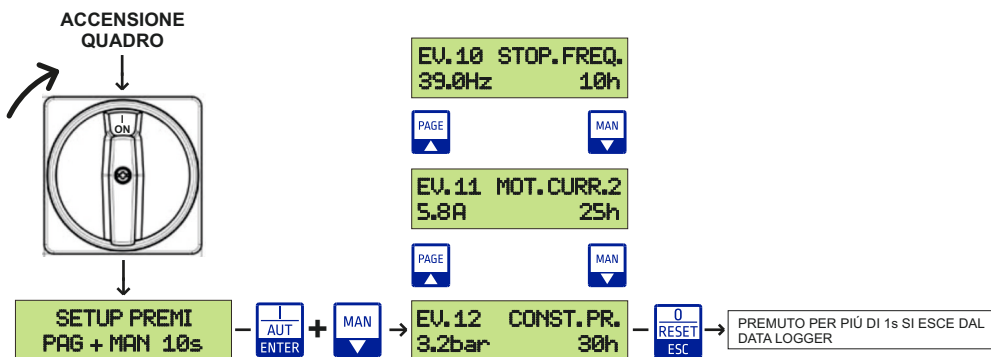 ACCENSIONE
QUADRO
I
ON
SETUP PREMI
PAG + MAN 10s
I
AUT
ENTER
+
MAN
EV.10 STOP.FREQ.
39.0Hz 10h
PAGE
MAN
EV.11 MOT.CURR.2
5.8A 25h
PAGE
MAN
EV.12 CONST.PR.
3.2bar 30h
0
RESET
ESC
PREMUTO PER PIÚ DI 1s SI ESCE DAL
DATA LOGGER